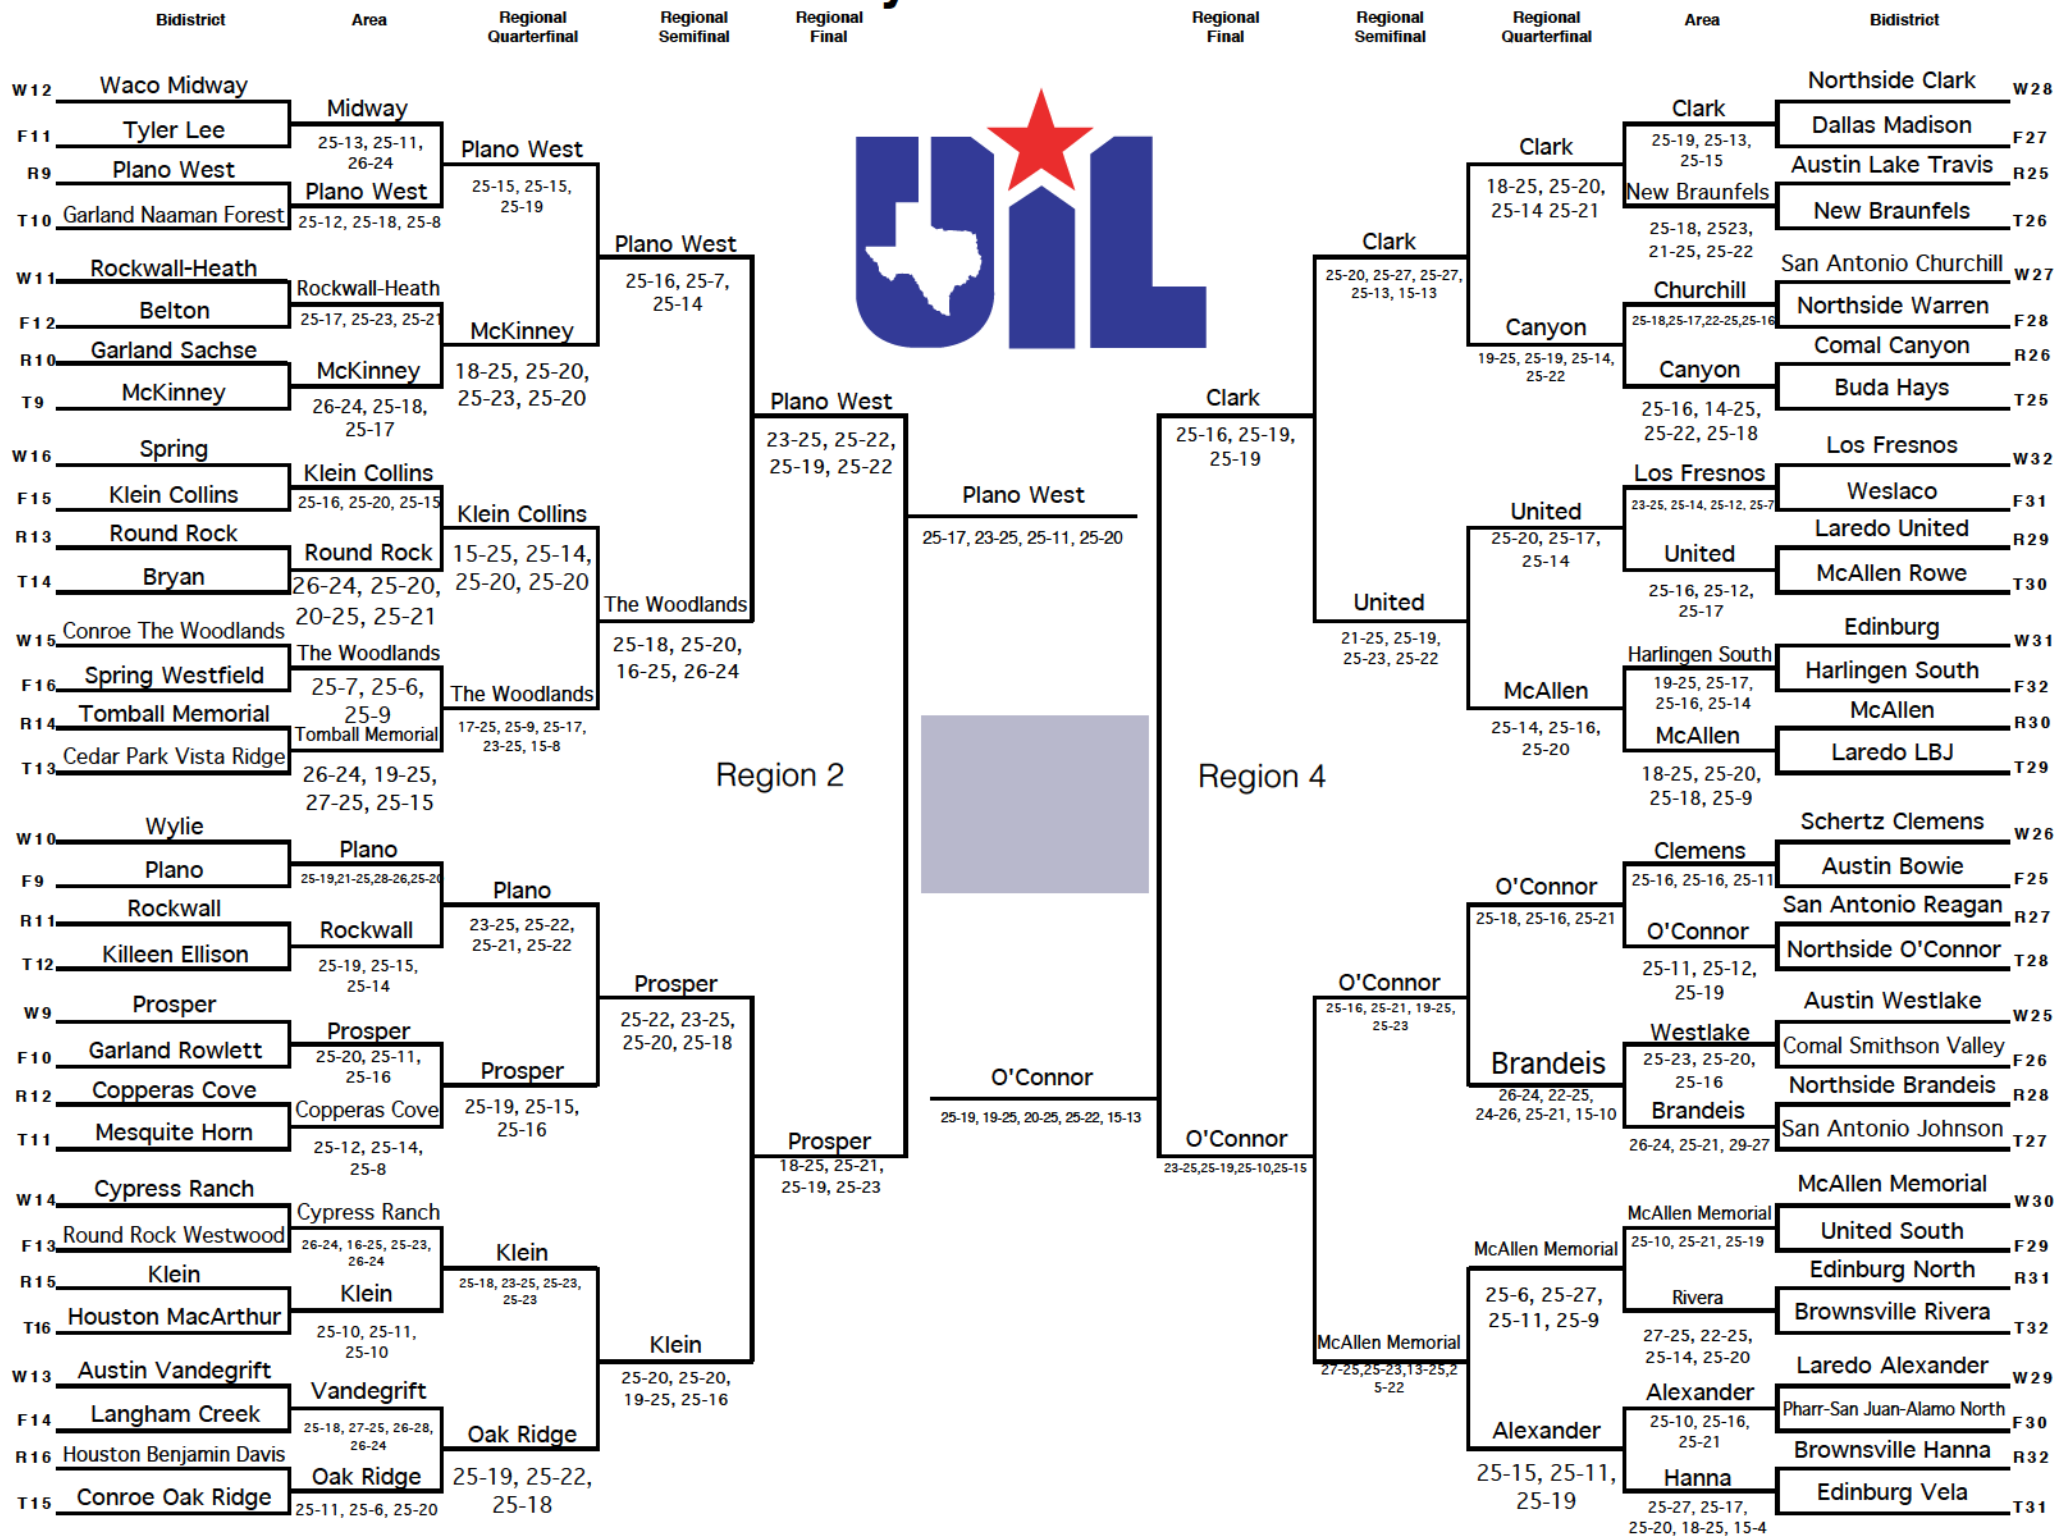 Bidistrict
Area
Regional
Quarterfinal
Regional
Semifinal
Regional
Final
Regional
Final
Regional
Semifinal
Regional
Quarterfinal
Area
Bidistrict
W12
Waco Midway
F11
Tyler Lee
R9
Plano West
T10
Garland Naaman Forest
W11
Rockwall-Heath
F12
Belton
R10
Garland Sachse
T9
McKinney
W16
Spring
F15
Klein Collins
R13
Round Rock
T14
Bryan
W15
Conroe The Woodlands
F16
Spring Westfield
R14
Tomball Memorial
T13
Cedar Park Vista Ridge
W10
Wylie
F9
Plano
R11
Rockwall
T12
Killeen Ellison
W9
Prosper
F10
Garland Rowlett
R12
Copperas Cove
T11
Mesquite Horn
W14
Cypress Ranch
F13
Round Rock Westwood
R15
Klein
T16
Houston MacArthur
W13
Austin Vandegrift
F14
Langham Creek
R16
Houston Benjamin Davis
T15
Conroe Oak Ridge
Midway
25-13, 25-11,
26-24
Plano West
25-12, 25-18, 25-8
Rockwall-Heath
25-17, 25-23, 25-21
McKinney
26-24, 25-18,
25-17
Klein Collins
25-16, 25-20, 25-15
Round Rock
26-24, 25-20,
20-25, 25-21
The Woodlands
25-7, 25-6,
25-9
Tomball Memorial
26-24, 19-25,
27-25, 25-15
Plano
25-19,21-25,28-26,25-20
Rockwall
25-19, 25-15,
25-14
Prosper
25-20, 25-11,
25-16
Copperas Cove
25-12, 25-14,
25-8
Cypress Ranch
26-24, 16-25, 25-23,
26-24
Klein
25-10, 25-11,
25-10
Vandegrift
25-18, 27-25, 26-28,
26-24
Oak Ridge
25-11, 25-6, 25-20
Plano West
25-15, 25-15,
25-19
McKinney
18-25, 25-20,
25-23, 25-20
Klein Collins
15-25, 25-14,
25-20, 25-20
The Woodlands
17-25, 25-9, 25-17,
23-25, 15-8
Plano
23-25, 25-22,
25-21, 25-22
Prosper
25-19, 25-15,
25-16
Klein
25-18, 23-25, 25-23,
25-23
Oak Ridge
25-19, 25-22,
25-18
Plano West
25-16, 25-7,
25-14
The Woodlands
25-18, 25-20,
16-25, 26-24
Prosper
25-22, 23-25,
25-20, 25-18
Klein
25-20, 25-20,
19-25, 25-16
Plano West
23-25, 25-22,
25-19, 25-22
Region 2
Prosper
18-25, 25-21,
25-19, 25-23
UIL
Plano West
25-17, 23-25, 25-11, 25-20
O'Connor
25-19, 19-25, 20-25, 25-22, 15-13
Clark
25-16, 25-19,
25-19
Region 4
O'Connor
23-25,25-19,25-10,25-15
Clark
25-20, 25-27, 25-27,
25-13, 15-13
United
21-25, 25-19,
25-23, 25-22
O'Connor
25-16, 25-21, 19-25,
25-23
McAllen Memorial
27-25,25-23,13-25,2
5-22
Clark
18-25, 25-20,
25-14 25-21
Canyon
19-25, 25-19, 25-14,
25-22
United
25-20, 25-17,
25-14
McAllen
25-14, 25-16,
25-20
O'Connor
25-18, 25-16, 25-21
Brandeis
26-24, 22-25,
24-26, 25-21, 15-10
McAllen Memorial
25-6, 25-27,
25-11, 25-9
Alexander
25-15, 25-11,
25-19
Clark
25-19, 25-13,
25-15
New Braunfels
25-18, 2523,
21-25, 25-22
Churchill
25-18,25-17,22-25,25-16
Canyon
25-16, 14-25,
25-22, 25-18
Los Fresnos
23-25, 25-14, 25-12, 25-7
United
25-16, 25-12,
25-17
Harlingen South
19-25, 25-17,
25-16, 25-14
McAllen
18-25, 25-20,
25-18, 25-9
Clemens
25-16, 25-16, 25-11
O'Connor
25-11, 25-12,
25-19
Westlake
25-23, 25-20,
25-16
Brandeis
26-24, 25-21, 29-27
McAllen Memorial
25-10, 25-21, 25-19
Rivera
27-25, 22-25,
25-14, 25-20
Alexander
25-10, 25-16,
25-21
Hanna
25-27, 25-17,
25-20, 18-25, 15-4
Northside Clark
W28
Dallas Madison
F27
Austin Lake Travis
R25
New Braunfels
T26
San Antonio Churchill
W27
Northside Warren
F28
Comal Canyon
R26
Buda Hays
T25
Los Fresnos
W32
Weslaco
F31
Laredo United
R29
McAllen Rowe
T30
Edinburg
W31
Harlingen South
F32
McAllen
R30
Laredo LBJ
T29
Schertz Clemens
W26
Austin Bowie
F25
San Antonio Reagan
R27
Northside O'Connor
T28
Austin Westlake
W25
Comal Smithson Valley
F26
Northside Brandeis
R28
San Antonio Johnson
T27
McAllen Memorial
W30
United South
F29
Edinburg North
R31
Brownsville Rivera
T32
Laredo Alexander
W29
Pharr-San Juan-Alamo North
F30
Brownsville Hanna
R32
Edinburg Vela
T31